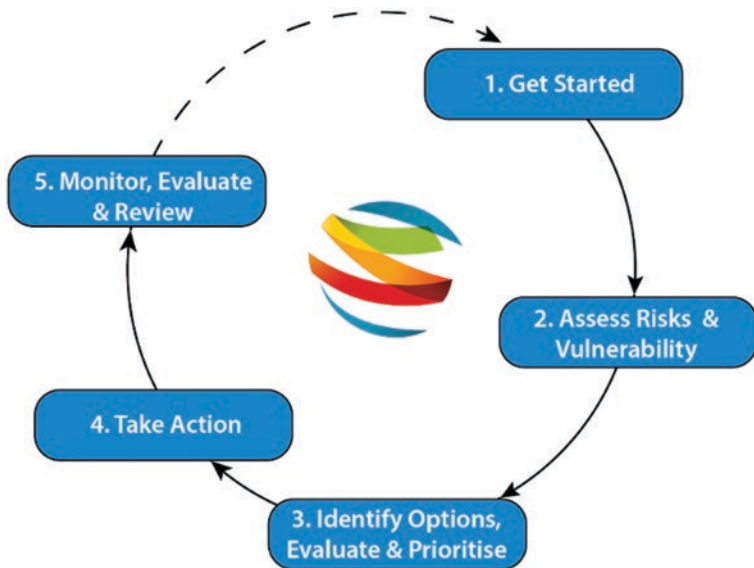 1. Get Started
2. Assess Risks &
Vulnerability
3. Identify Options,
Evaluate & Prioritise
4. Take Action
5. Monitor, Evaluate
& Review